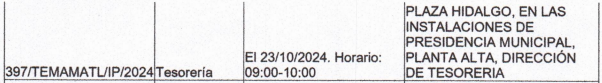 397/TEMAMATL/IP/2024
Tesorería
El 23/10/2024. Horario:
09:00-10:00
PLAZA HIDALGO, EN LAS
INSTALACIONES DE
PRESIDENCIA MUNICIPAL,
PLANTA ALTA, DIRECCIÓN
DE TESORERIA